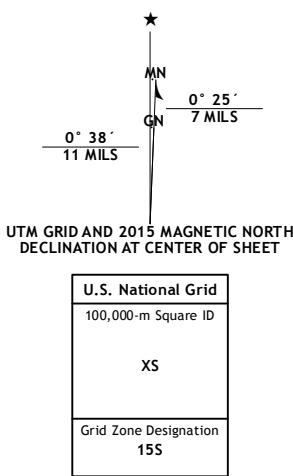 ★
MN
0° 25´
7 MILS
GN
0° 38´
11 MILS
UTM GRID AND 2015 MAGNETIC NORTH
DECLINATION AT CENTER OF SHEET
U.S. National Grid
100,000-m Square ID
XS
Grid Zone Designation
15S